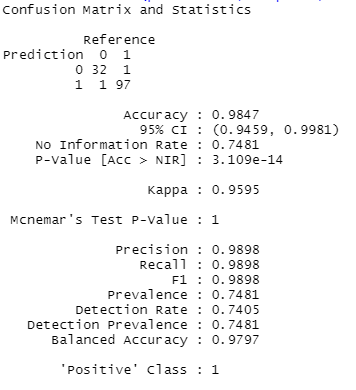 Confusion Matrix and Statistics
Reference
Prediction 0 1
0 32 1
1 1 97
Accuracy : 0.9847
95% CI : (0.9459, 0.9981)
No Information Rate : 0.7481
P-Value [Acc > NIR] : 3.109e-14
Kappa : 0.9595
Mcnemar's Test P-Value : 1
Precision : 0.9898
Recall : 0.9898
F1 : 0.9898
Prevalence : 0.7481
Detection Rate : 0.7405
Detection Prevalence : 0.7481
Balanced Accuracy : 0.9797
'Positive' Class : 1